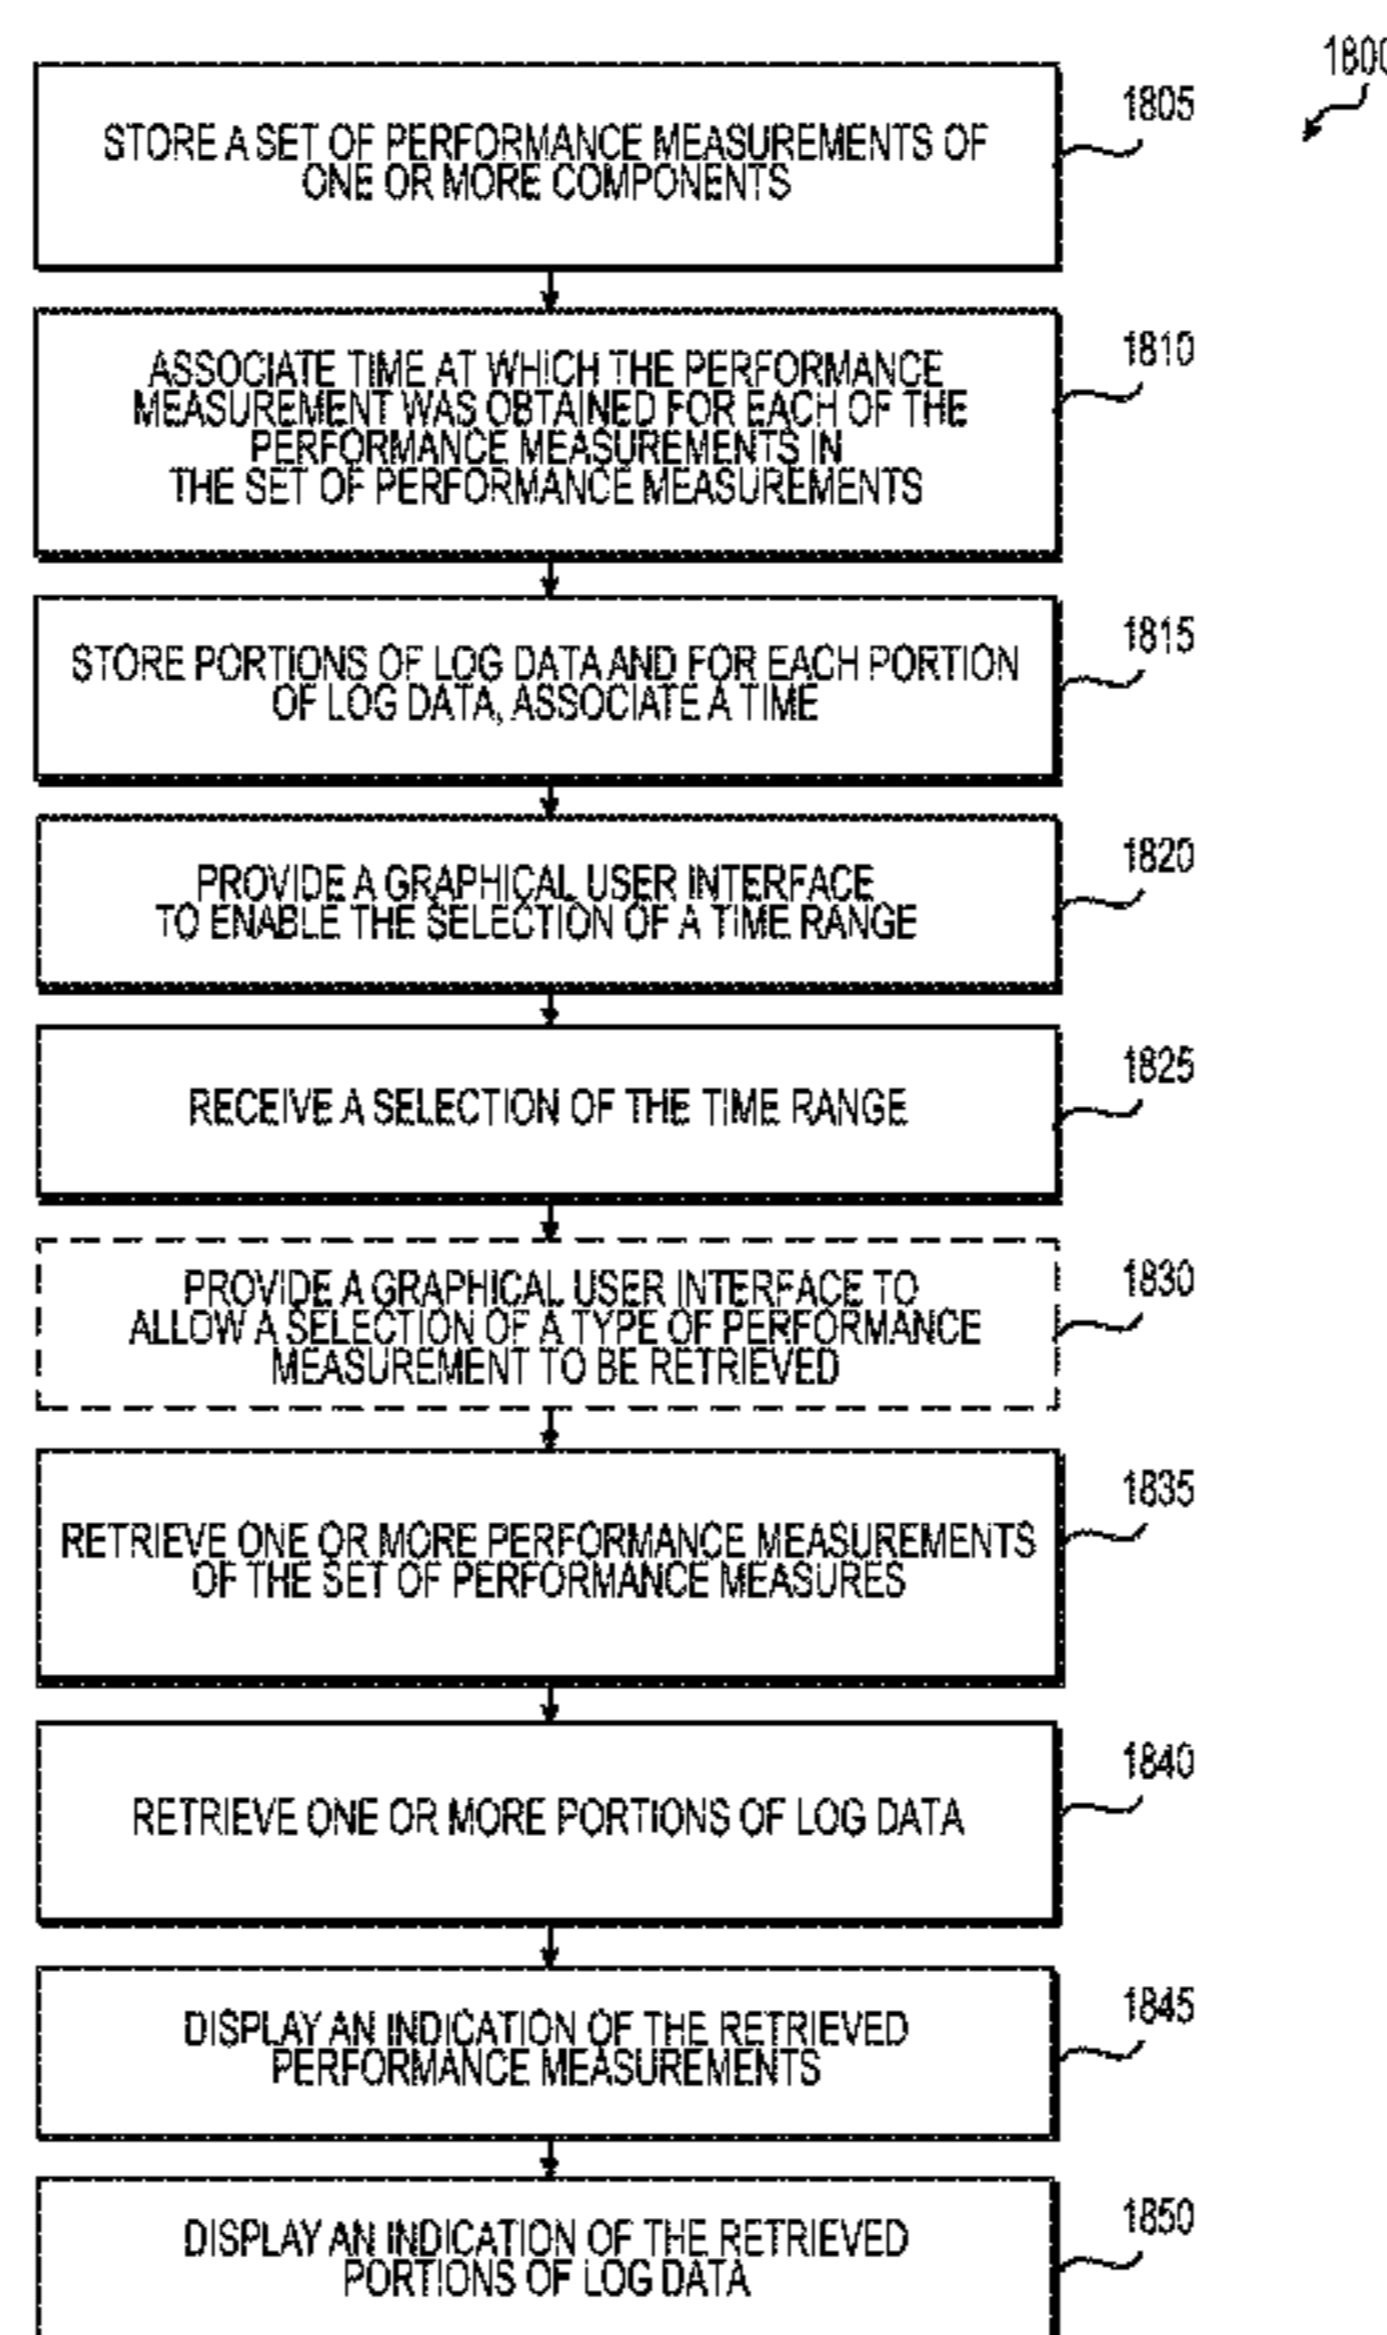 1800
1805
STORE A SET OF PERFORMANCE MEASUREMENTS OF
ONE OR MORE COMPONENTS
1810
ASSOCIATE TIME AT WHICH THE PERFORMANCE
MEASUREMENT WAS OBTAINED FOR EACH OF THE
PERFORMANCE MEASUREMENTS IN
THE SET OF PERFORMANCE MEASUREMENTS
1815
STORE PORTIONS OF LOG DATA AND FOR EACH PORTION
OF LOG DATA, ASSOCIATE A TIME
1820
PROVIDE A GRAPHICAL USER INTERFACE
TO ENABLE THE SELECTION OF A TIME RANGE
1825
RECEIVE A SELECTION OF THE TIME RANGE
1830
PROVIDE A GRAPHICAL USER INTERFACE TO
ALLOW A SELECTION OF A TYPE OF PERFORMANCE
MEASUREMENT TO BE RETRIEVED
1835
RETRIEVE ONE OR MORE PERFORMANCE MEASUREMENTS
OF THE SET OF PERFORMANCE MEASURES
1840
RETRIEVE ONE OR MORE PORTIONS OF LOG DATA
1845
DISPLAY AN INDICATION OF THE RETRIEVED
PERFORMANCE MEASUREMENTS
1850
DISPLAY AN INDICATION OF THE RETRIEVED
PORTIONS OF LOG DATA